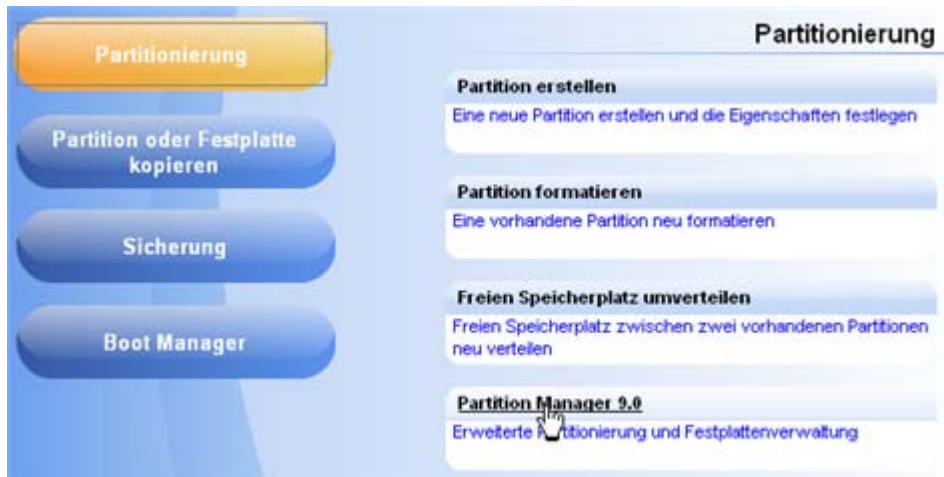 Partitionierung
Partition oder Festplatte
kopieren
Sicherung
Boot Manager
Partitionierung
Partition erstellen
Eine neue Partition erstellen und die Eigenschaften festlegen
Partition formatieren
Eine vorhandene Partition neu formatieren
Freien Speicherplatz umverteilen
Freien Speicherplatz zwischen zwei vorhandenen Partitionen
neu verteilen
Partition Manager 9.0
Erweiterte Partitionierung und Festplattenverwaltung